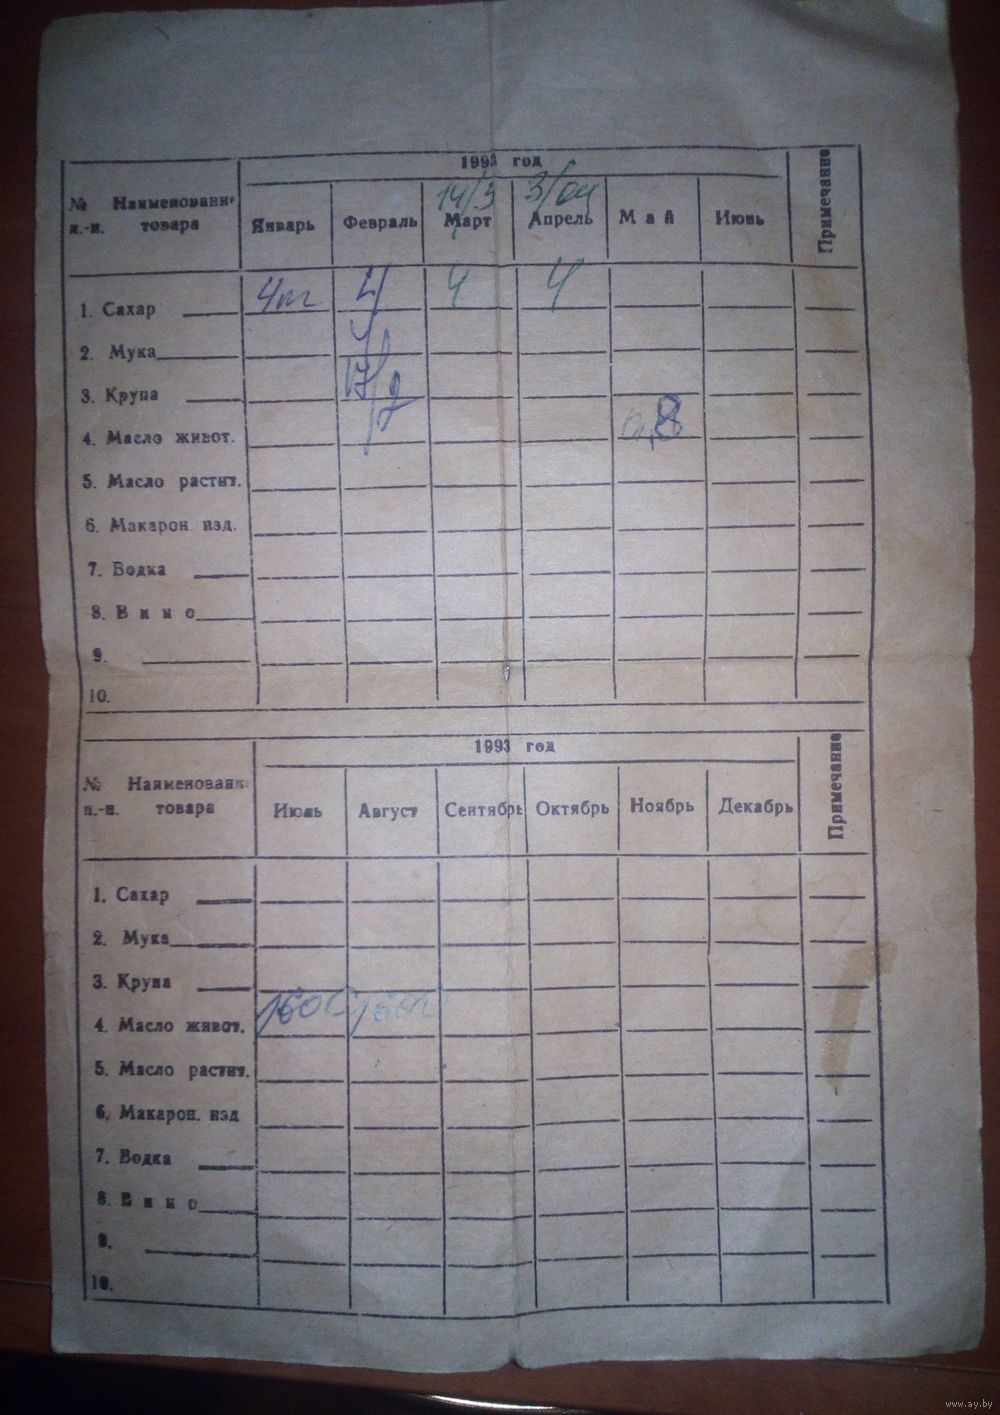 1993 год
№ Наименование Примечание
п.-п. товара
14/3 3/04
Январь Февраль Март Апрель Май Июнь
1. Сахар 4кг 4 4 4
2. Мука
3. Крупа
4. Масло живот. 0,8
5. Масло растит.
6. Макарон. изд.
7. Водка
8. Вино
9.
10.
1993 год
№ Наименование Примечание
п.-п. товара Июль Август Сентябрь Октябрь Ноябрь Декабрь
1. Сахар
2. Мука
3. Крупа
4. Масло живот.
5. Масло растит.
6. Макарон. изд
7. Водка
8. Вино
9.
10.
www.ay.by